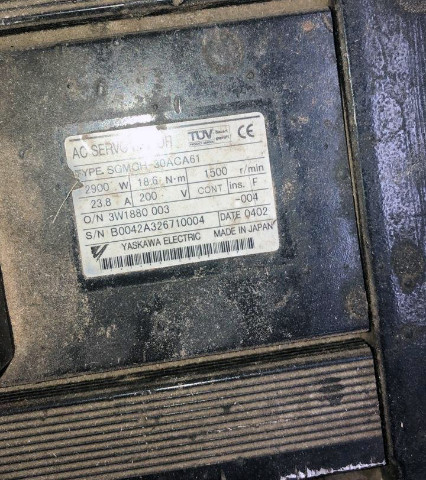 AC SERVO MOTOR TÜV CE
TYPE SGMGH-30ACA61
2900 W 18.6 N·m 1500 r/min
23.8 A 200 V CONT. ins. F
O/N 3W1880 003 -004
S/N B0042A326710004 DATE 0402
YASKAWA ELECTRIC MADE IN JAPAN